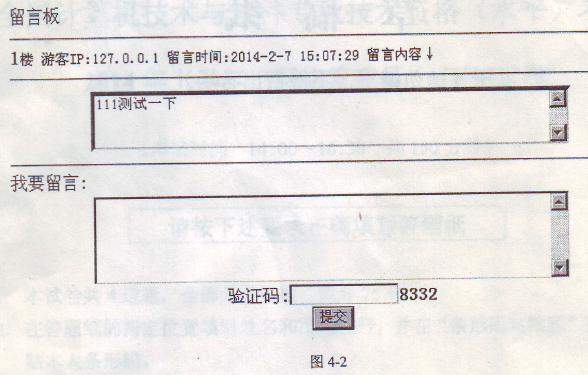 留言板
1楼 游客IP:127.0.0.1 留言时间:2014-2-7 15:07:29 留言内容↓
111测试一下
我要留言:
验证码: 8332
提交
图 4-2